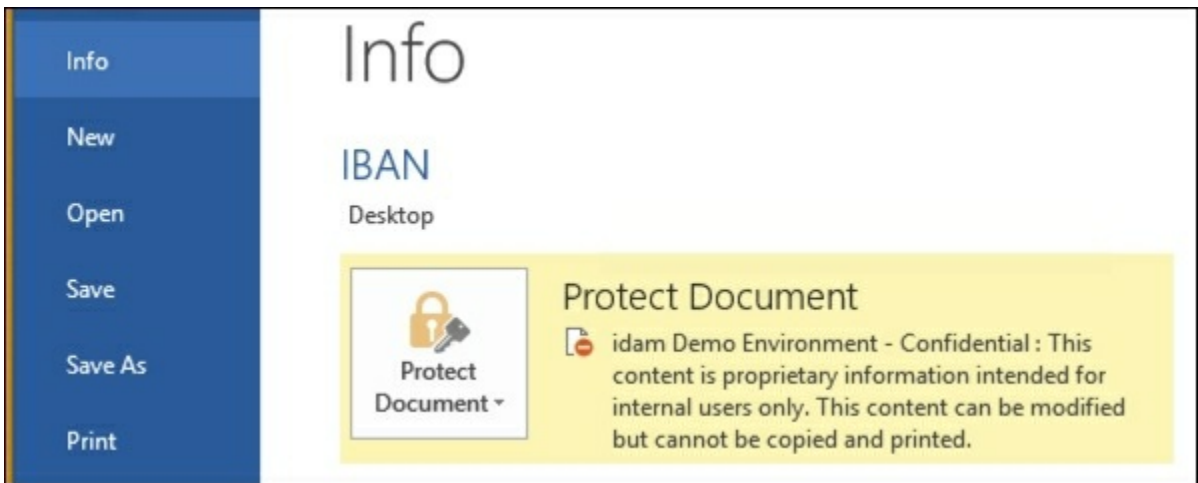 Info
New
Open
Save
Save As
Print
Info
IBAN
Desktop
Protect
Document
Protect Document
idam Demo Environment - Confidential : This
content is proprietary information intended for
internal users only. This content can be modified
but cannot be copied and printed.